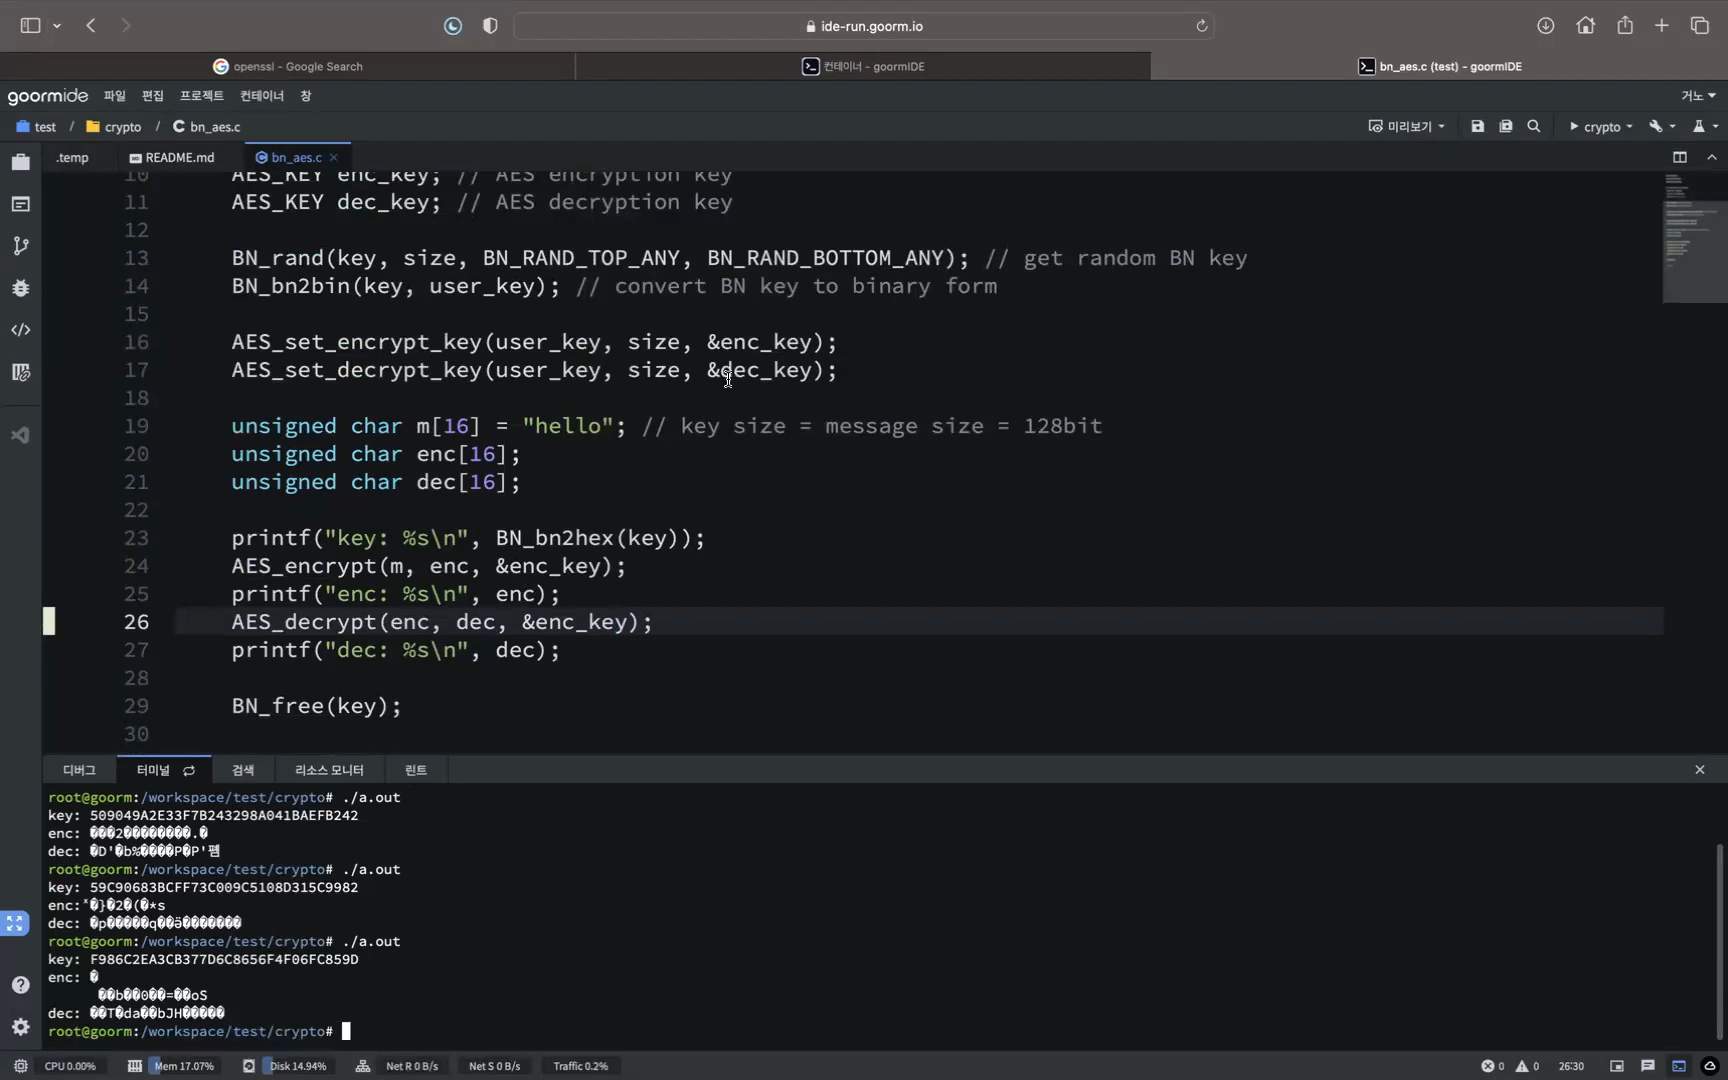 ide-run.goorm.io
openssl - Google Search
컨테이너 - goormIDE
bn_aes.c (test) - goormIDE
goormide 파일 편집 프로젝트 컨테이너 창 거노
test / crypto / bn_aes.c 미리보기 crypto
.temp README.md bn_aes.c
10 AES_KEY enc_key; // AES encryption key
11 AES_KEY dec_key; // AES decryption key
12
13 BN_rand(key, size, BN_RAND_TOP_ANY, BN_RAND_BOTTOM_ANY); // get random BN key
14 BN_bn2bin(key, user_key); // convert BN key to binary form
15
16 AES_set_encrypt_key(user_key, size, &enc_key);
17 AES_set_decrypt_key(user_key, size, &dec_key);
18
19 unsigned char m[16] = "hello"; // key size = message size = 128bit
20 unsigned char enc[16];
21 unsigned char dec[16];
22
23 printf("key: %s\n", BN_bn2hex(key));
24 AES_encrypt(m, enc, &enc_key);
25 printf("enc: %s\n", enc);
26 AES_decrypt(enc, dec, &enc_key);
27 printf("dec: %s\n", dec);
28
29 BN_free(key);
30
디버그 터미널 검색 리소스 모니터 린트
root@goorm:/workspace/test/crypto# ./a.out
key: 509049A2E33F7B243298A041BAEFB242
enc: ���2��������.�
dec: �D'�b%����P�P'폠
root@goorm:/workspace/test/crypto# ./a.out
key: 59C90683BCFF73C009C5108D315C9982
enc:*�}�2�(�*s
dec: �p�����q��ӟ�������
root@goorm:/workspace/test/crypto# ./a.out
key: F986C2EA3CB377D6C8656F4F06FC859D
enc: �
��b��0��=��oS
dec: ��T�da��bJH�����
root@goorm:/workspace/test/crypto#
CPU 0.00% Mem 17.07% Disk 14.94% Net R 0 B/s Net S 0 B/s Traffic 0.2% 0 0 26:30